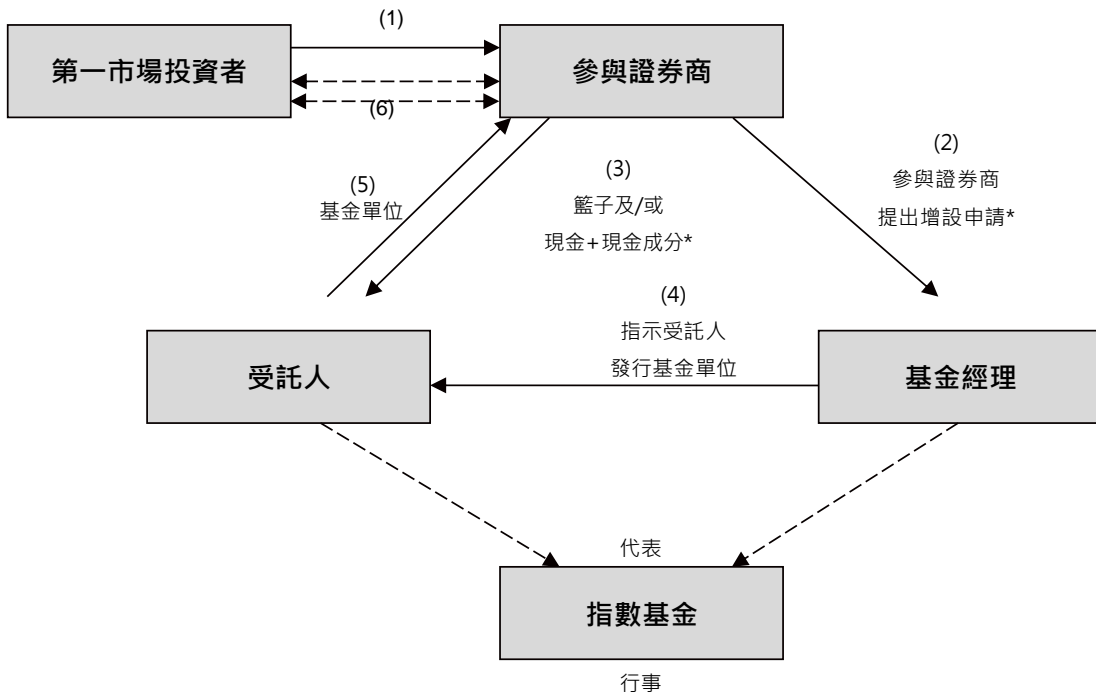 (1)
第一市場投資者
參與證券商
(6)
(2)
參與證券商
提出增設申請*
(3)
籃子及/或
現金+現金成分*
(5)
基金單位
(4)
指示受託人
發行基金單位
受託人
基金經理
代表
指數基金
行事